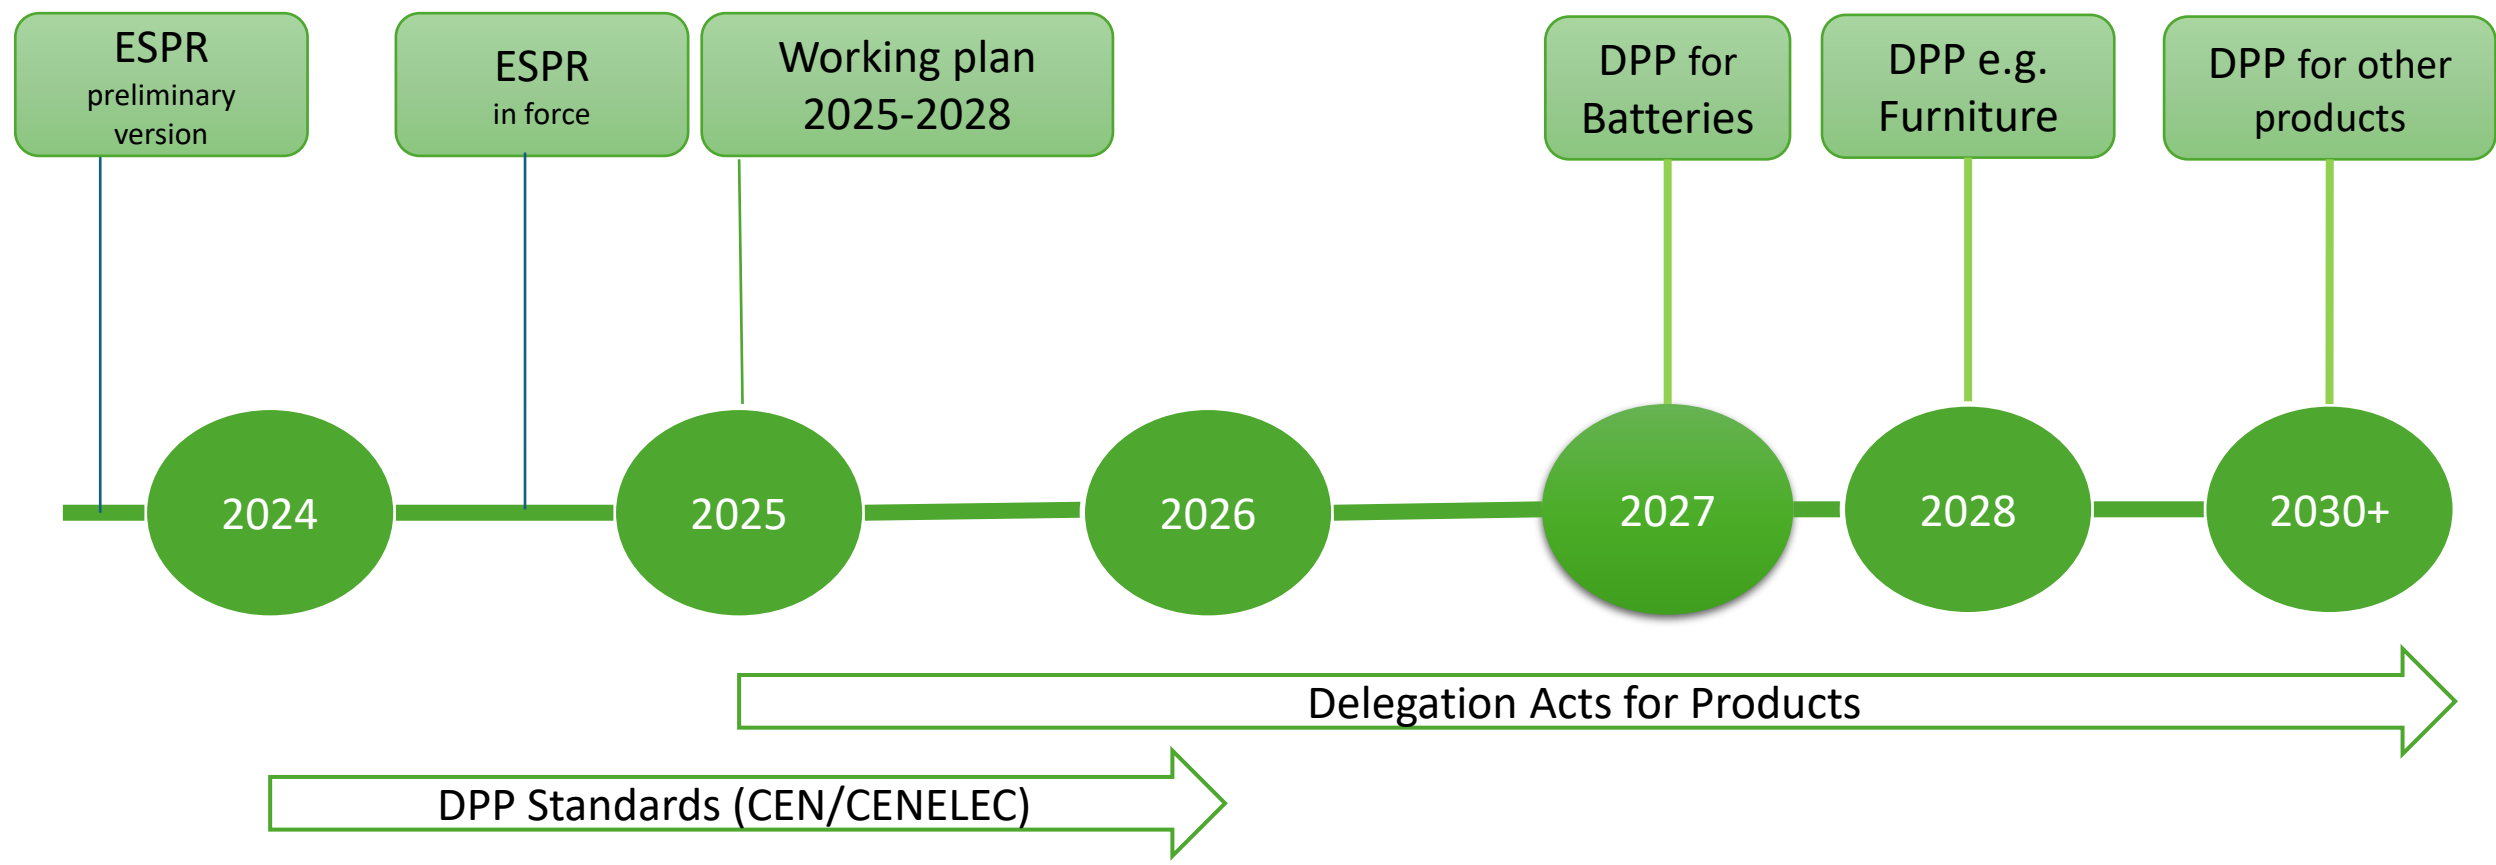 ESPR
preliminary
version
ESPR
in force
Working plan
2025-2028
DPP for
Batteries
DPP e.g.
Furniture
DPP for other
products
2024
2025
2026
2027
2028
2030+
Delegation Acts for Products
DPP Standards (CEN/CENELEC)